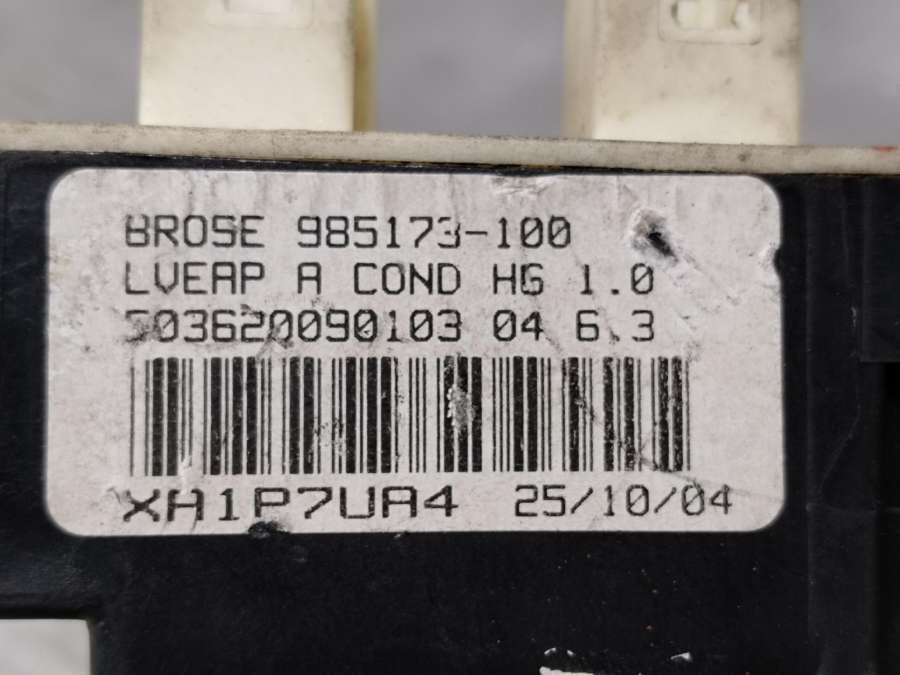 BROSE 985173-100
LVEAP A COND HG 1.0
503620090103 04 6.3
XA1P7UA4 25/10/04